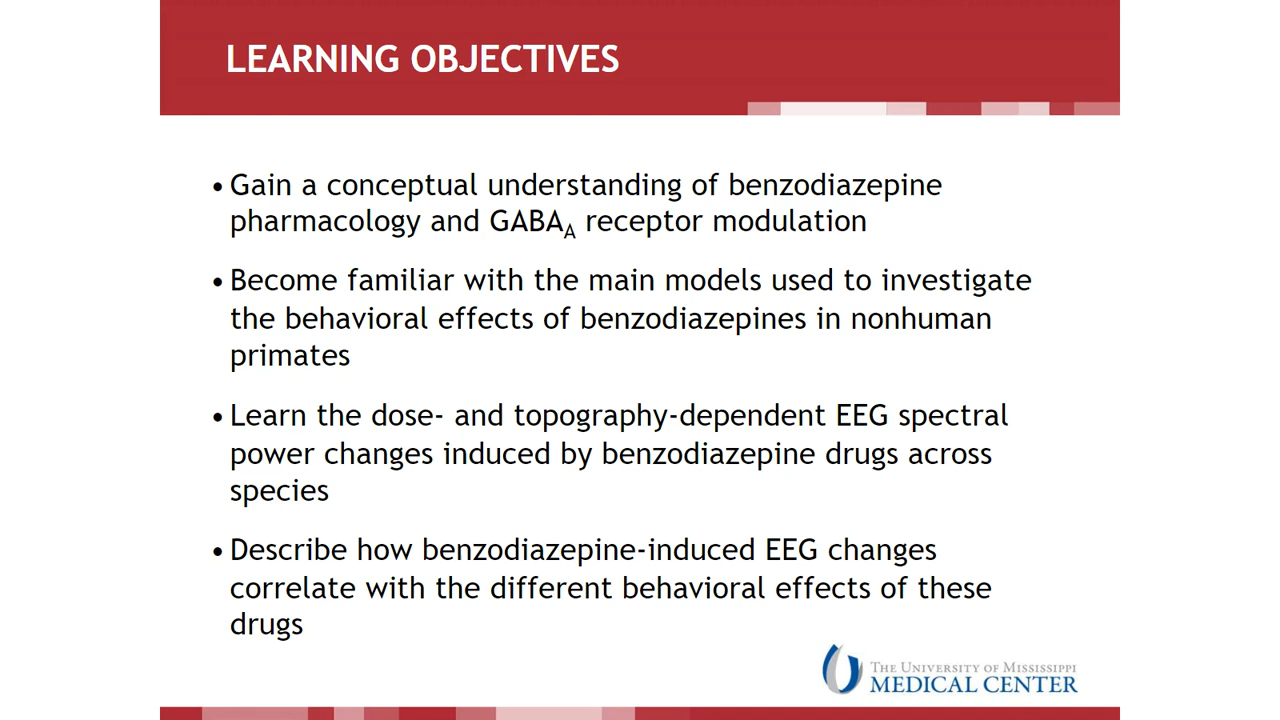 LEARNING OBJECTIVES
• Gain a conceptual understanding of benzodiazepine
pharmacology and GABA_A receptor modulation
• Become familiar with the main models used to investigate
the behavioral effects of benzodiazepines in nonhuman
primates
• Learn the dose- and topography-dependent EEG spectral
power changes induced by benzodiazepine drugs across
species
• Describe how benzodiazepine-induced EEG changes
correlate with the different behavioral effects of these
drugs
THE UNIVERSITY OF MISSISSIPPI
MEDICAL CENTER